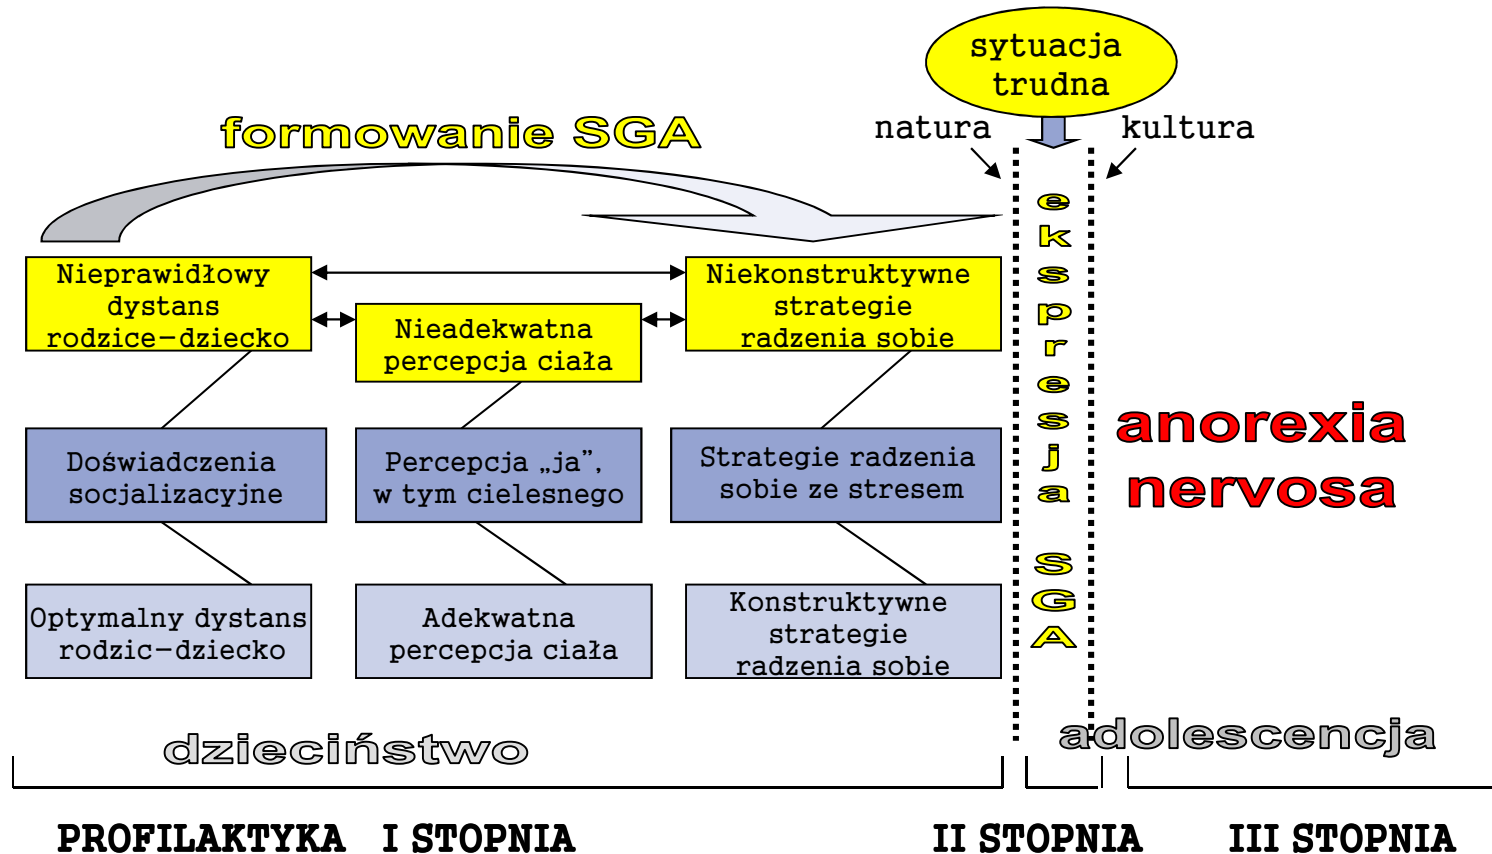 sytuacja
trudna
formowanie SGA
natura
kultura
Nieprawidłowy
dystans
rodzice–dziecko
Nieadekwatna
percepcja ciała
Niekonstruktywne
strategie
radzenia sobie
Doświadczenia
socjalizacyjne
Percepcja „ja”,
w tym cielesnego
Strategie radzenia
sobie ze stresem
Optymalny dystans
rodzic–dziecko
Adekwatna
percepcja ciała
Konstruktywne
strategie
radzenia sobie
ekspresja SGA
anorexia
nervosa
dzieciństwo
adolescencja
PROFILAKTYKA I STOPNIA
II STOPNIA
III STOPNIA